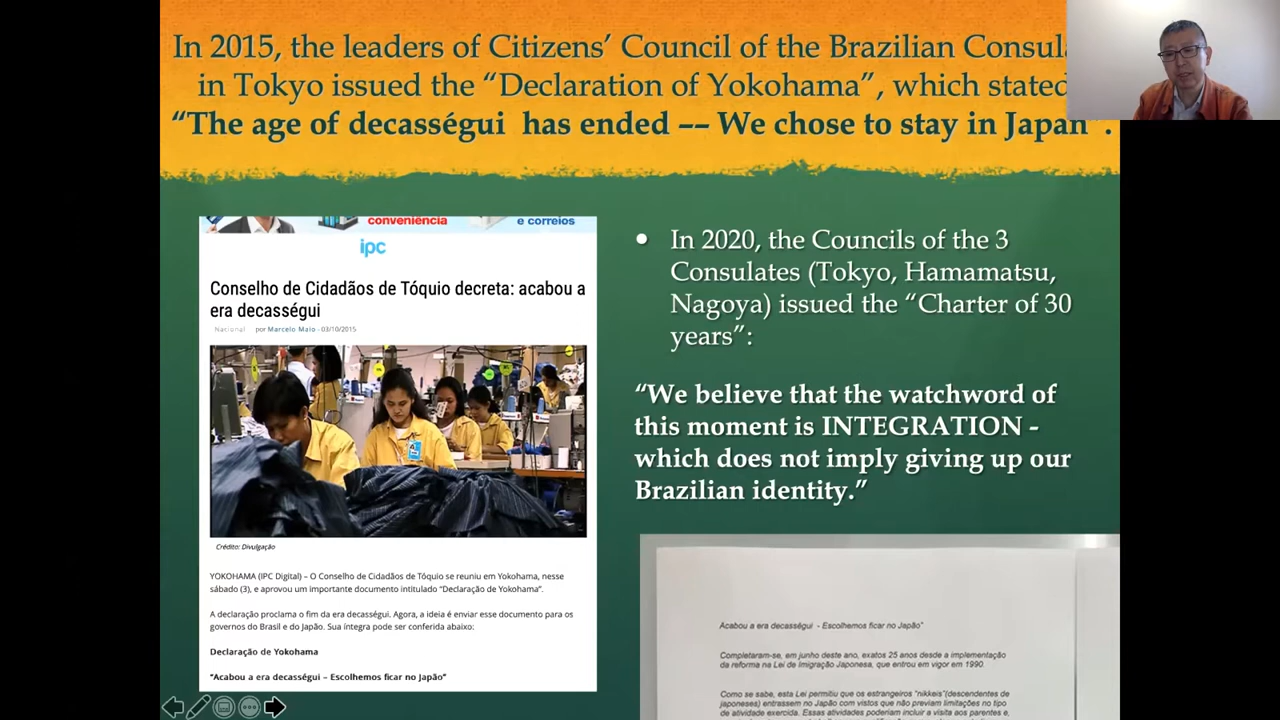 In 2015, the leaders of Citizens’ Council of the Brazilian
in Tokyo issued the “Declaration of Yokohama”, which stated
“The age of decasségui has ended –– We chose to stay in Japan”.
conveniência
e correios
ipc
Conselho de Cidadãos de Tóquio decreta: acabou a
era decasségui
Nacional por Marcelo Maio - 03/10/2015
Crédito: Divulgação
YOKOHAMA (IPC Digital) – O Conselho de Cidadãos de Tóquio se reuniu em Yokohama, nesse
sábado (3), e aprovou um importante documento intitulado “Declaração de Yokohama”.
A declaração proclama o fim da era decasségui. Agora, a ideia é enviar esse documento para os
governos do Brasil e do Japão. Sua íntegra pode ser conferida abaixo:
Declaração de Yokohama
“Acabou a era decasségui – Escolhemos ficar no Japão”
• In 2020, the Councils of the 3
Consulates (Tokyo, Hamamatsu,
Nagoya) issued the “Charter of 30
years”:
“We believe that the watchword of
this moment is INTEGRATION -
which does not imply giving up our
Brazilian identity.”
Acabou a era decasségui - Escolhemos ficar no Japão”
Completaram-se, em junho deste ano, exatos 25 anos desde a implementação
da reforma na Lei de Imigração Japonesa, que entrou em vigor em 1990.
Como se sabe, esta Lei permitiu que os estrangeiros “nikkeis”(descendentes de
japoneses) entrassem no Japão com vistos que não previam limitações no tipo
de atividade exercida. Essas atividades poderiam incluir a visita aos parentes e,